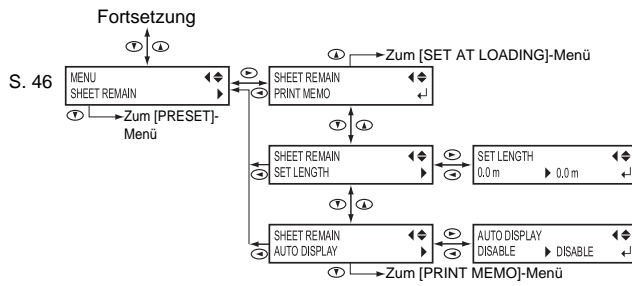 Fortsetzung
Zum [SET AT LOADING]-Menü
S. 46
MENU
SHEET REMAIN
SHEET REMAIN
PRINT MEMO
Zum [PRESET]-
Menü
SHEET REMAIN
SET LENGTH
SET LENGTH
0.0 m 0.0 m
SHEET REMAIN
AUTO DISPLAY
AUTO DISPLAY
DISABLE DISABLE
Zum [PRINT MEMO]-Menü